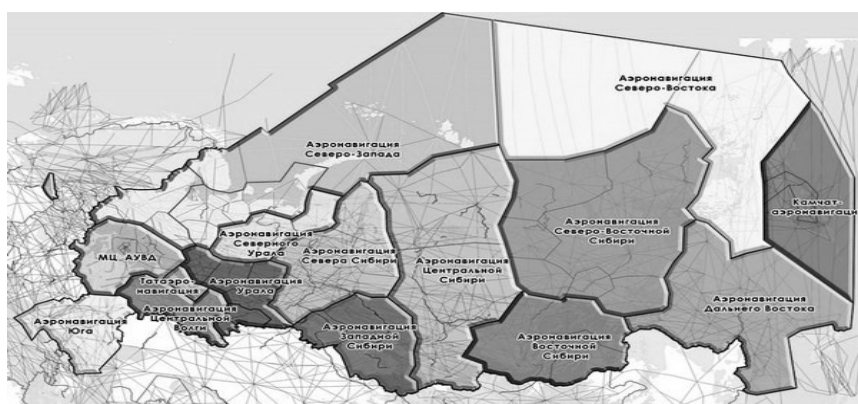 Аэронавигация
Северо-Востока
Аэронавигация
Северо-Запада
Камчат-
аэронавигация
Аэронавигация
Северо-Восточной
Сибири
Аэронавигация
Северного
Урала
Аэронавигация
Севера Сибири
Аэронавигация
Центральной
Сибири
МЦ АУВД
Татаэро-
навигация
Аэронавигация
Урала
Аэронавигация
Центральной
Волги
Аэронавигация
Юга
Аэронавигация
Западной
Сибири
Аэронавигация
Восточной
Сибири
Аэронавигация
Дальнего Востока